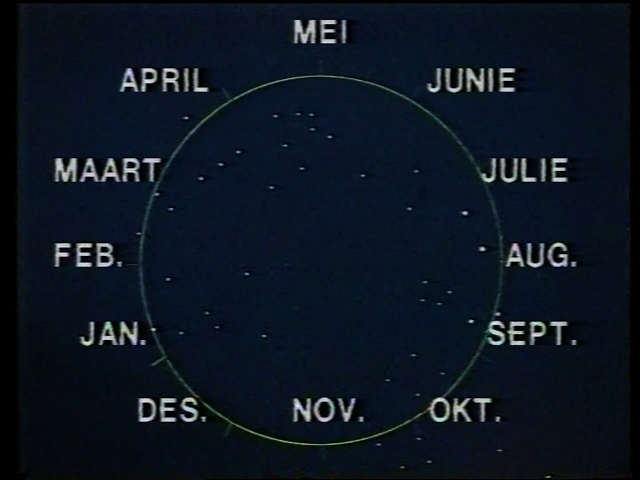 MEI
APRIL
JUNIE
MAART
JULIE
FEB.
AUG.
JAN.
SEPT.
DES.
NOV.
OKT.